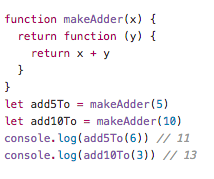 function makeAdder(x) {
  return function (y) {
    return x + y
  }
}
let add5To = makeAdder(5)
let add10To = makeAdder(10)
console.log(add5To(6)) // 11
console.log(add10To(3)) // 13